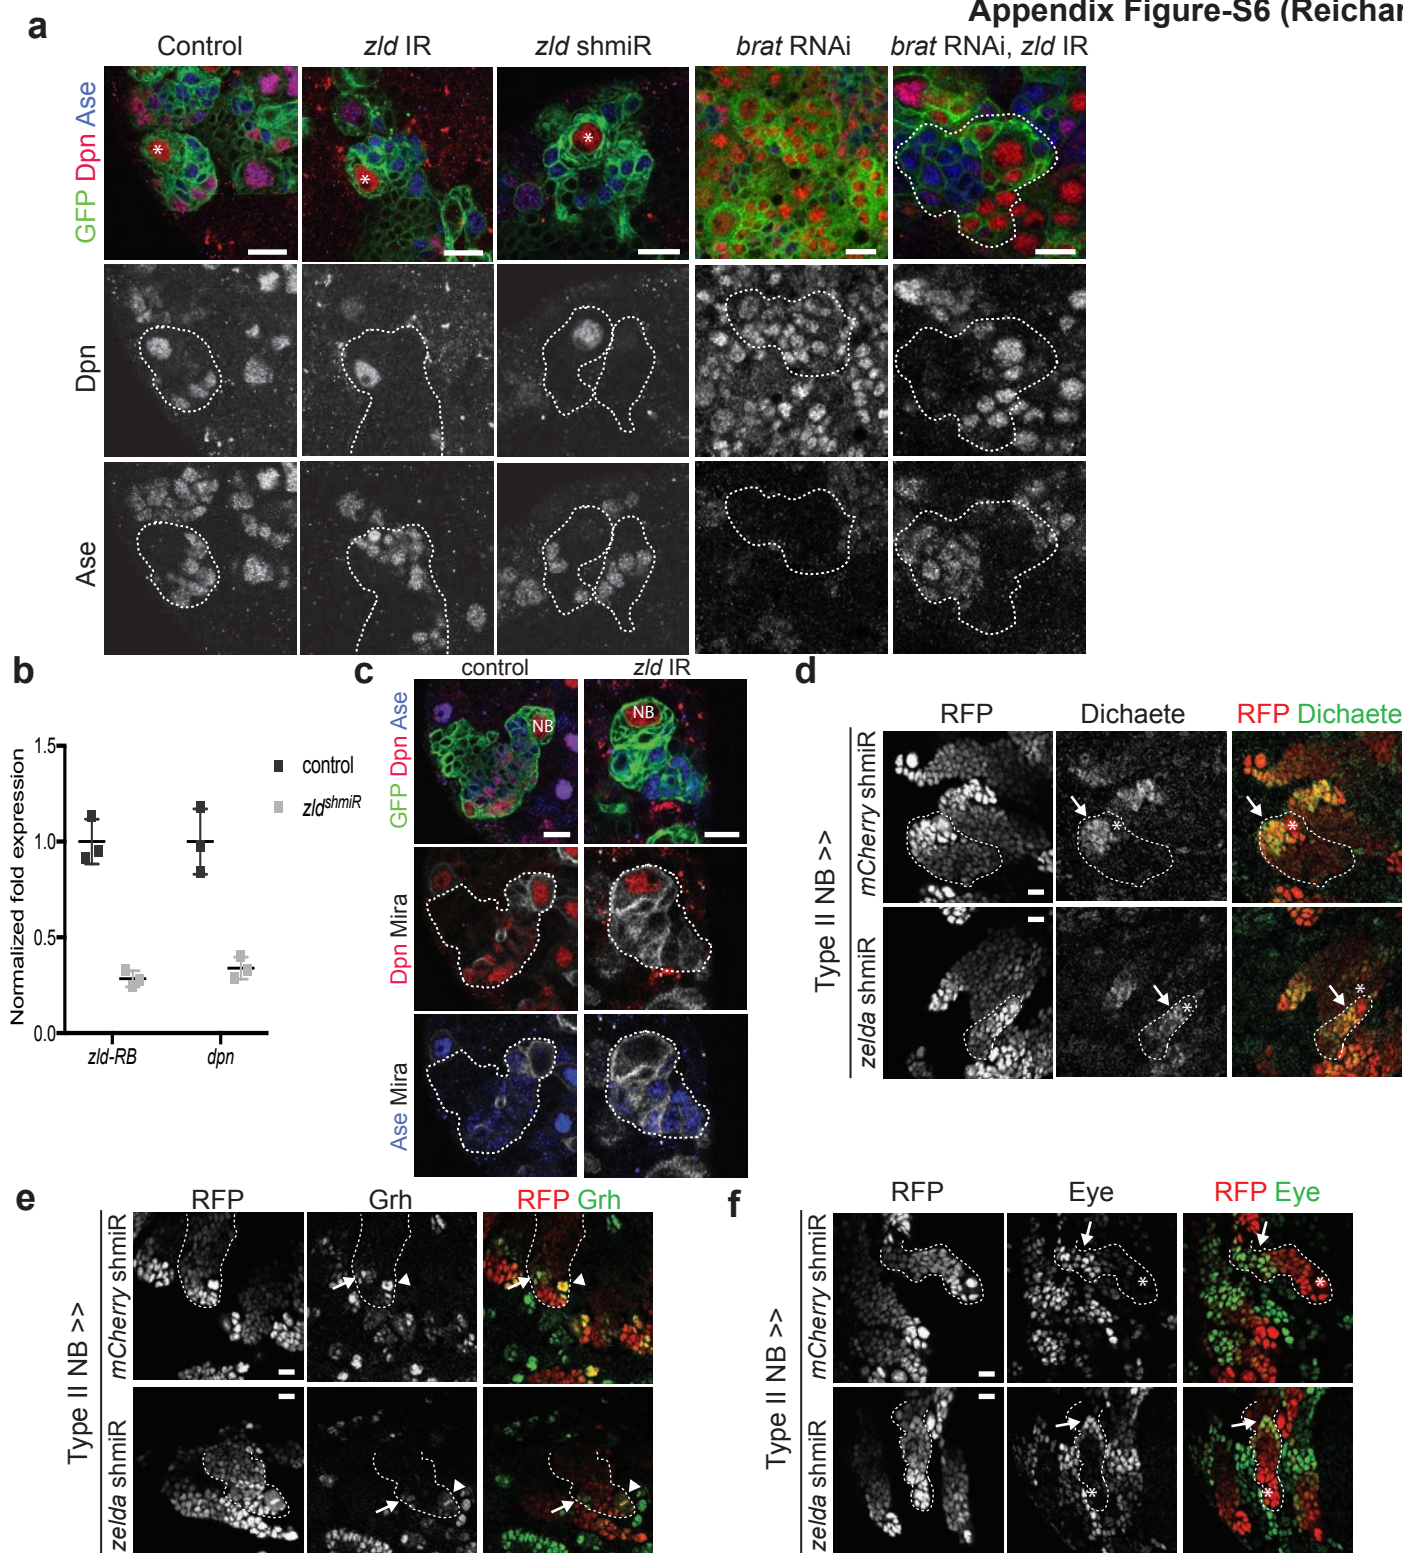 Appendix Figure-S6 (Reichar
a
Control
zld IR
zld shmiR
brat RNAi
brat RNAi, zld IR
GFP Dpn Ase
*
*
*
Dpn
Ase
b
Normalized fold expression
1.5
1.0
0.5
0.0
zld-RB
dpn
control
zld shmiR
c
control
zld IR
GFP Dpn Ase
NB
NB
Dpn Mira
Ase Mira
d
RFP
Dichaete
RFP Dichaete
Type II NB >>
mCherry shmiR
*
*
zelda shmiR
*
*
e
RFP
Grh
RFP Grh
Type II NB >>
mCherry shmiR
zelda shmiR
f
RFP
Eye
RFP Eye
Type II NB >>
mCherry shmiR
*
*
zelda shmiR
*
*